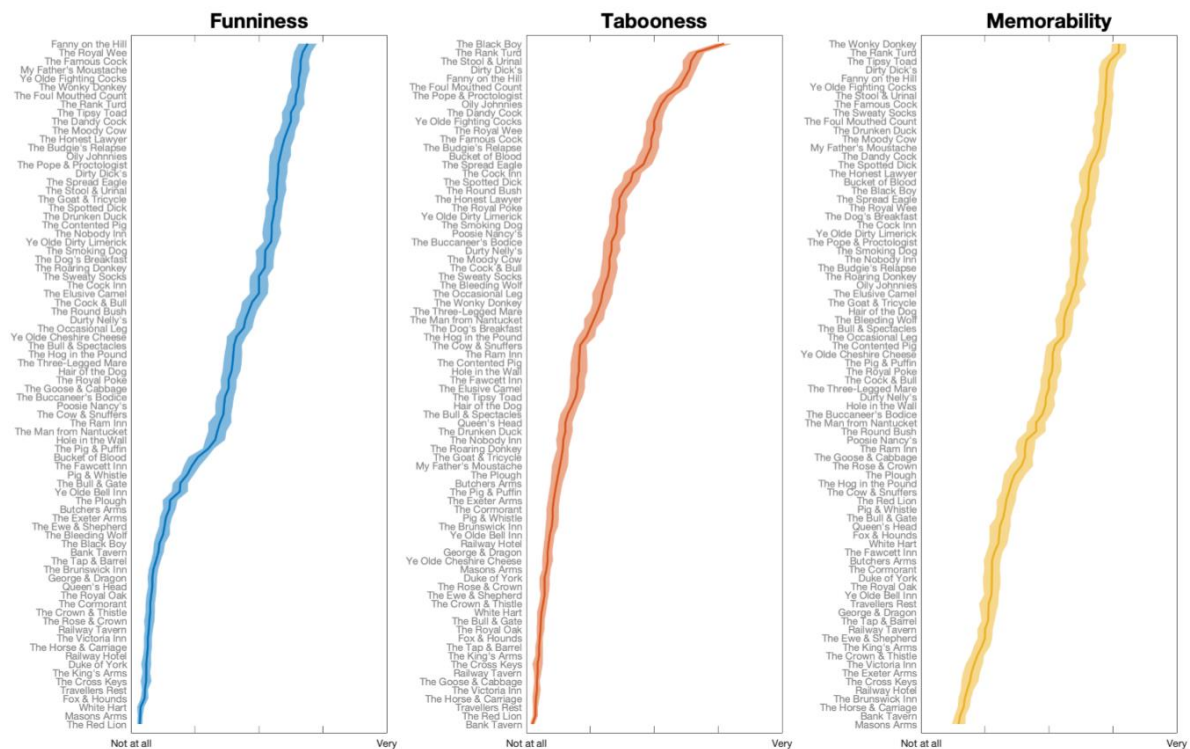 Funniness
Fanny on the Hill
The Royal Wee
The Famous Cock
My Father's Moustache
Ye Olde Fighting Cocks
The Wonky Donkey
The Foul Mouthed Count
The Rank Turd
The Tipsy Toad
The Dandy Cock
The Moody Cow
The Honest Lawyer
The Budgie's Relapse
Oily Johnnies
The Pope & Proctologist
Dirty Dick's
The Spread Eagle
The Stool & Urinal
The Goat & Tricycle
The Spotted Dick
The Drunken Duck
The Contented Pig
The Nobody Inn
Ye Olde Dirty Limerick
The Smoking Dog
The Dog's Breakfast
The Roaring Donkey
The Sweaty Socks
The Cock Inn
The Elusive Camel
The Cock & Bull
The Round Bush
Durty Nelly's
The Occasional Leg
Ye Olde Cheshire Cheese
The Bull & Spectacles
The Hog in the Pound
The Three-Legged Mare
Hair of the Dog
The Royal Poke
The Goose & Cabbage
The Buccaneer's Bodice
Poosie Nancy's
The Cow & Snuffers
The Ram Inn
The Man from Nantucket
Hole in the Wall
The Pig & Puffin
Bucket of Blood
The Fawcett Inn
Pig & Whistle
The Bull & Gate
Ye Olde Bell Inn
The Plough
Butchers Arms
The Exeter Arms
The Ewe & Shepherd
The Bleeding Wolf
The Black Boy
Bank Tavern
The Tap & Barrel
The Brunswick Inn
George & Dragon
Queen's Head
The Royal Oak
The Cormorant
The Crown & Thistle
The Rose & Crown
Railway Tavern
The Victoria Inn
The Horse & Carriage
Railway Hotel
Duke of York
The King's Arms
The Cross Keys
Travellers Rest
Fox & Hounds
White Hart
Masons Arms
The Red Lion
Not at all
Very
Tabooness
The Black Boy
The Rank Turd
The Stool & Urinal
Dirty Dick's
Fanny on the Hill
The Foul Mouthed Count
The Pope & Proctologist
Oily Johnnies
The Dandy Cock
Ye Olde Fighting Cocks
The Royal Wee
The Famous Cock
The Budgie's Relapse
Bucket of Blood
The Spread Eagle
The Cock Inn
The Spotted Dick
The Round Bush
The Honest Lawyer
The Royal Poke
Ye Olde Dirty Limerick
The Smoking Dog
Poosie Nancy's
The Buccaneer's Bodice
Durty Nelly's
The Moody Cow
The Cock & Bull
The Sweaty Socks
The Bleeding Wolf
The Occasional Leg
The Wonky Donkey
The Three-Legged Mare
The Man from Nantucket
The Dog's Breakfast
The Hog in the Pound
The Cow & Snuffers
The Ram Inn
The Contented Pig
Hole in the Wall
The Fawcett Inn
The Elusive Camel
The Tipsy Toad
Hair of the Dog
The Bull & Spectacles
Queen's Head
The Drunken Duck
The Nobody Inn
The Roaring Donkey
The Goat & Tricycle
My Father's Moustache
The Plough
Butchers Arms
The Pig & Puffin
The Exeter Arms
The Cormorant
Pig & Whistle
The Brunswick Inn
Ye Olde Bell Inn
Railway Hotel
George & Dragon
Ye Olde Cheshire Cheese
Masons Arms
Duke of York
The Rose & Crown
The Ewe & Shepherd
The Crown & Thistle
White Hart
The Bull & Gate
The Royal Oak
Fox & Hounds
The Tap & Barrel
The King's Arms
The Cross Keys
Railway Tavern
The Goose & Cabbage
The Victoria Inn
The Horse & Carriage
Travellers Rest
The Red Lion
Bank Tavern
Not at all
Very
Memorability
The Wonky Donkey
The Rank Turd
The Tipsy Toad
Dirty Dick's
Fanny on the Hill
Ye Olde Fighting Cocks
The Stool & Urinal
The Famous Cock
The Sweaty Socks
The Foul Mouthed Count
The Drunken Duck
The Moody Cow
My Father's Moustache
The Dandy Cock
The Spotted Dick
The Honest Lawyer
Bucket of Blood
The Black Boy
The Spread Eagle
The Royal Wee
The Dog's Breakfast
The Cock Inn
Ye Olde Dirty Limerick
The Pope & Proctologist
The Smoking Dog
The Nobody Inn
The Budgie's Relapse
The Roaring Donkey
Oily Johnnies
The Elusive Camel
The Goat & Tricycle
Hair of the Dog
The Bleeding Wolf
The Bull & Spectacles
The Occasional Leg
The Contented Pig
Ye Olde Cheshire Cheese
The Pig & Puffin
The Royal Poke
The Cock & Bull
The Three-Legged Mare
Durty Nelly's
Hole in the Wall
The Buccaneer's Bodice
The Man from Nantucket
The Round Bush
Poosie Nancy's
The Ram Inn
The Goose & Cabbage
The Rose & Crown
The Plough
The Hog in the Pound
The Cow & Snuffers
The Red Lion
Pig & Whistle
The Bull & Gate
Queen's Head
Fox & Hounds
White Hart
The Fawcett Inn
Butchers Arms
The Cormorant
Duke of York
The Royal Oak
Ye Olde Bell Inn
Travellers Rest
George & Dragon
The Tap & Barrel
Railway Tavern
The Ewe & Shepherd
The King's Arms
The Crown & Thistle
The Victoria Inn
The Exeter Arms
The Cross Keys
Railway Hotel
The Brunswick Inn
The Horse & Carriage
Bank Tavern
Masons Arms
Not at all
Very